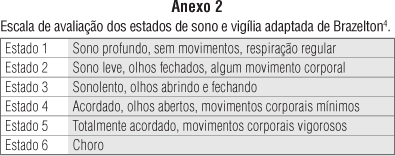 Anexo 2
Escala de avaliação dos estados de sono e vigília adaptada de Brazelton⁴.
Estado 1 Sono profundo, sem movimentos, respiração regular
Estado 2 Sono leve, olhos fechados, algum movimento corporal
Estado 3 Sonolento, olhos abrindo e fechando
Estado 4 Acordado, olhos abertos, movimentos corporais mínimos
Estado 5 Totalmente acordado, movimentos corporais vigorosos
Estado 6 Choro